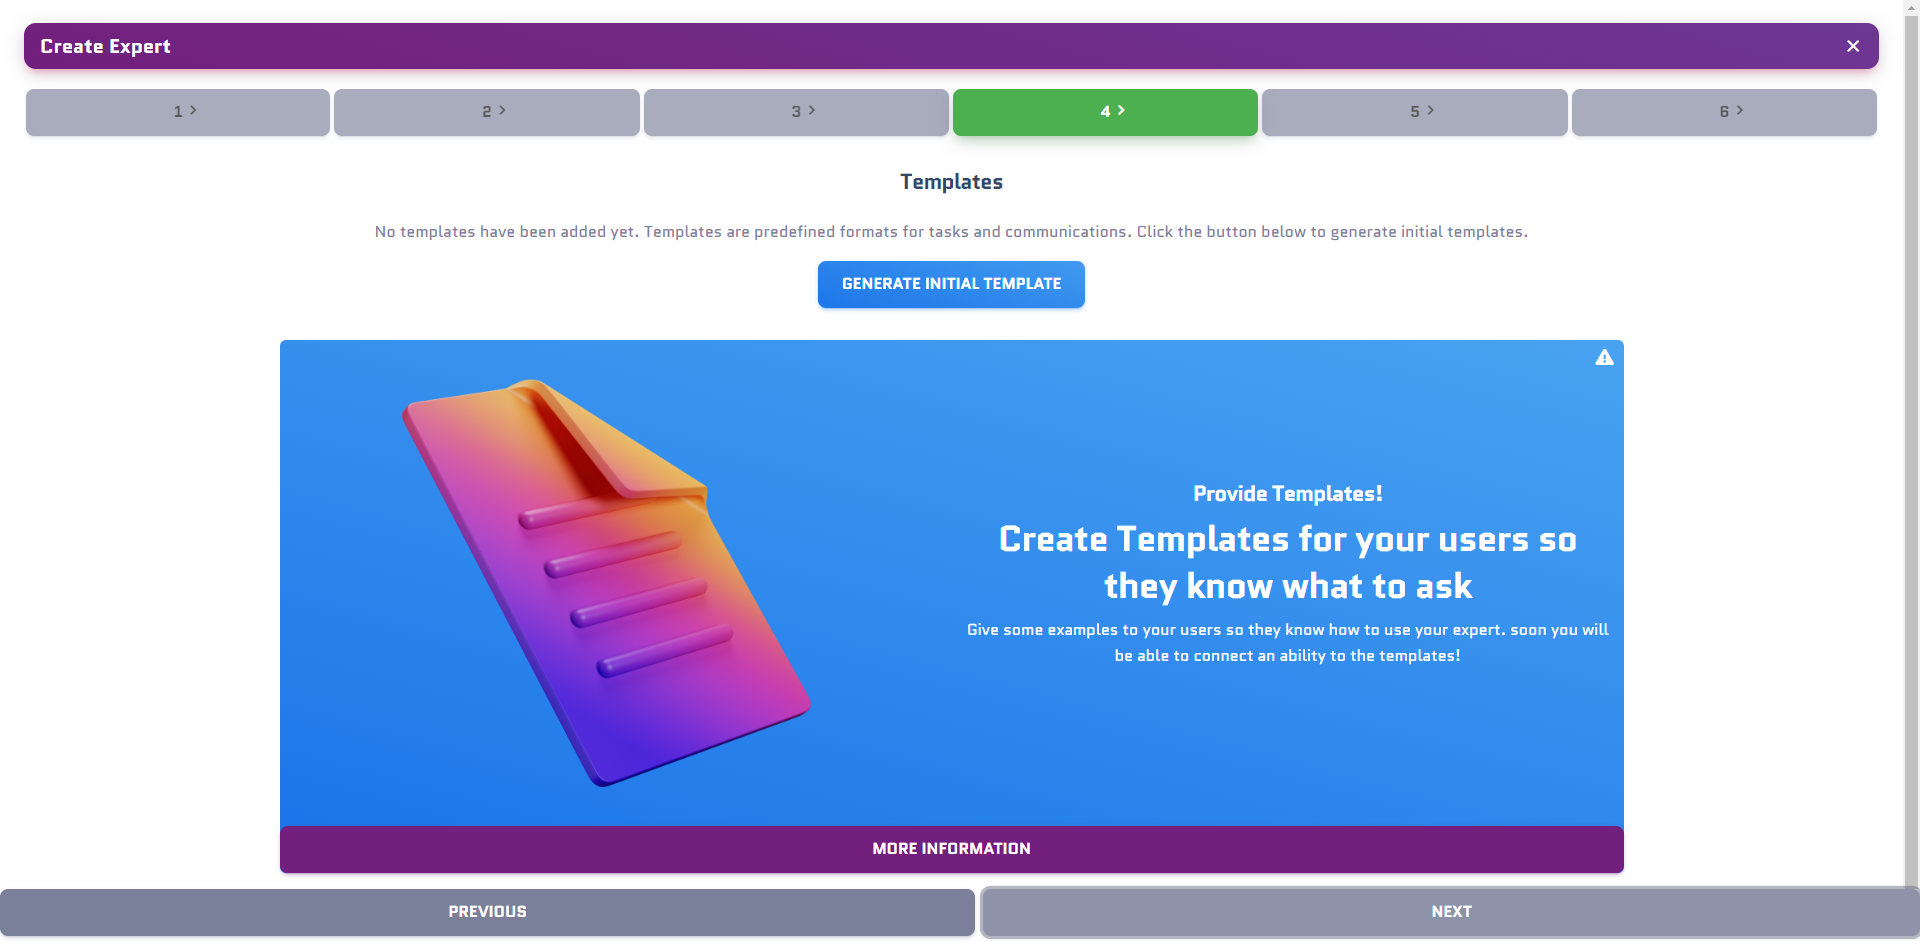 Create Expert
1
2
3
4
5
6
Templates
No templates have been added yet. Templates are predefined formats for tasks and communications. Click the button below to generate initial templates.
GENERATE INITIAL TEMPLATE
Provide Templates!
Create Templates for your users so
they know what to ask
Give some examples to your users so they know how to use your expert. soon you will
be able to connect an ability to the templates!
MORE INFORMATION
PREVIOUS
NEXT